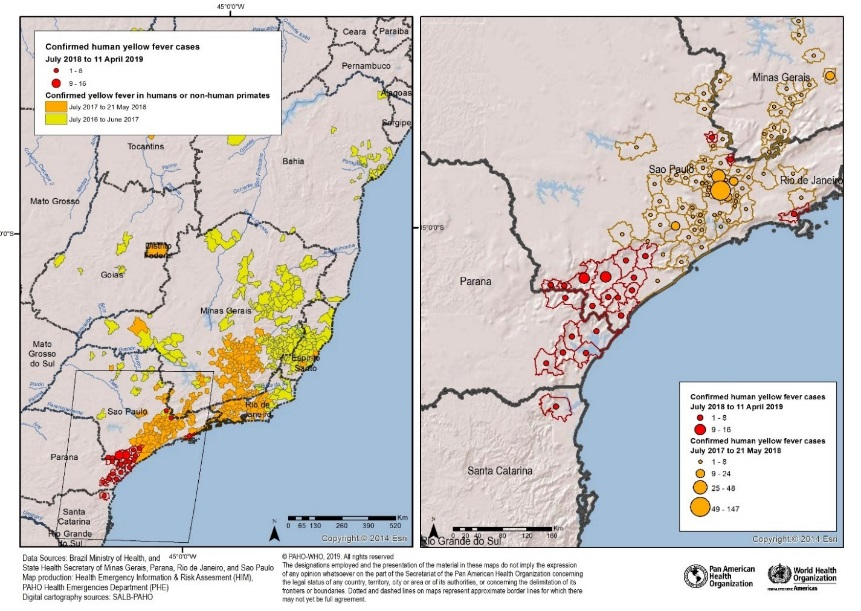 45°0'0"W
Confirmed human yellow fever cases
July 2018 to 11 April 2019
1 - 8
9 - 16
Confirmed yellow fever in humans or non-human primates
July 2017 to 21 May 2018
July 2016 to June 2017
Ceara
Paraiba
Pernambuco
Alagoas
Sergipe
Tocantins
Bahia
Mato Grosso
0°0'S
Distrito
Federal
Goias
Minas Gerais
Mato
Grosso
do Sul
Espirito
Santo
Sao Paulo
Rio de
Janeiro
Parana
Santa
Catarina
Rio Grande
do Sul
0 65 130 260 390 520
Km
Copyright:© 2014 Esri
45°0'0"W
Minas Gerais
Sao Paulo
Rio de Janeiro
Parana
Santa Catarina
Rio Grande do Sul
Confirmed human yellow fever cases
July 2018 to 11 April 2019
1 - 8
9 - 16
Confirmed human yellow fever cases
July 2017 to 21 May 2018
1 - 8
9 - 24
25 - 48
49 - 147
0 20 40 80 120 160
Km
Copyright:© 2014 Esri
Data Sources: Brazil Ministry of Health, and
State Health Secretary of Minas Gerais, Parana, Rio de Janeiro, and Sao Paulo
Map production: Health Emergency Information & Risk Assesment (HIM),
PAHO Health Emergencies Department (PHE)
Digital cartography sources: SALB-PAHO
© PAHO-WHO, 2019. All rights reserved
The designations employed and the presentation of the material in these maps do not imply the expression
of any opinion whatsoever on the part of the Secretariat of the Pan American Health Organization concerning
the legal status of any country, territory, city or area or of its authorities, or concerning the delimitation of its
frontiers or boundaries. Dotted and dashed lines on maps represent approximate border lines for which there
may not yet be full agreement.
Pan American
Health
Organization
World Health
Organization
Americas